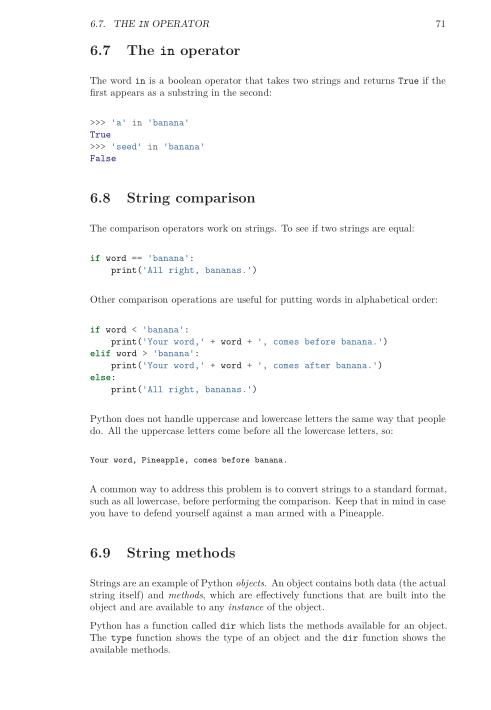 6.7. THE IN OPERATOR 71
6.7 The in operator
The word in is a boolean operator that takes two strings and returns True if the
first appears as a substring in the second:
>>> 'a' in 'banana'
True
>>> 'seed' in 'banana'
False
6.8 String comparison
The comparison operators work on strings. To see if two strings are equal:
if word == 'banana':
    print('All right, bananas.')
Other comparison operations are useful for putting words in alphabetical order:
if word < 'banana':
    print('Your word,' + word + ', comes before banana.')
elif word > 'banana':
    print('Your word,' + word + ', comes after banana.')
else:
    print('All right, bananas.')
Python does not handle uppercase and lowercase letters the same way that people
do. All the uppercase letters come before all the lowercase letters, so:
Your word, Pineapple, comes before banana.
A common way to address this problem is to convert strings to a standard format,
such as all lowercase, before performing the comparison. Keep that in mind in case
you have to defend yourself against a man armed with a Pineapple.
6.9 String methods
Strings are an example of Python objects. An object contains both data (the actual
string itself) and methods, which are effectively functions that are built into the
object and are available to any instance of the object.
Python has a function called dir which lists the methods available for an object.
The type function shows the type of an object and the dir function shows the
available methods.